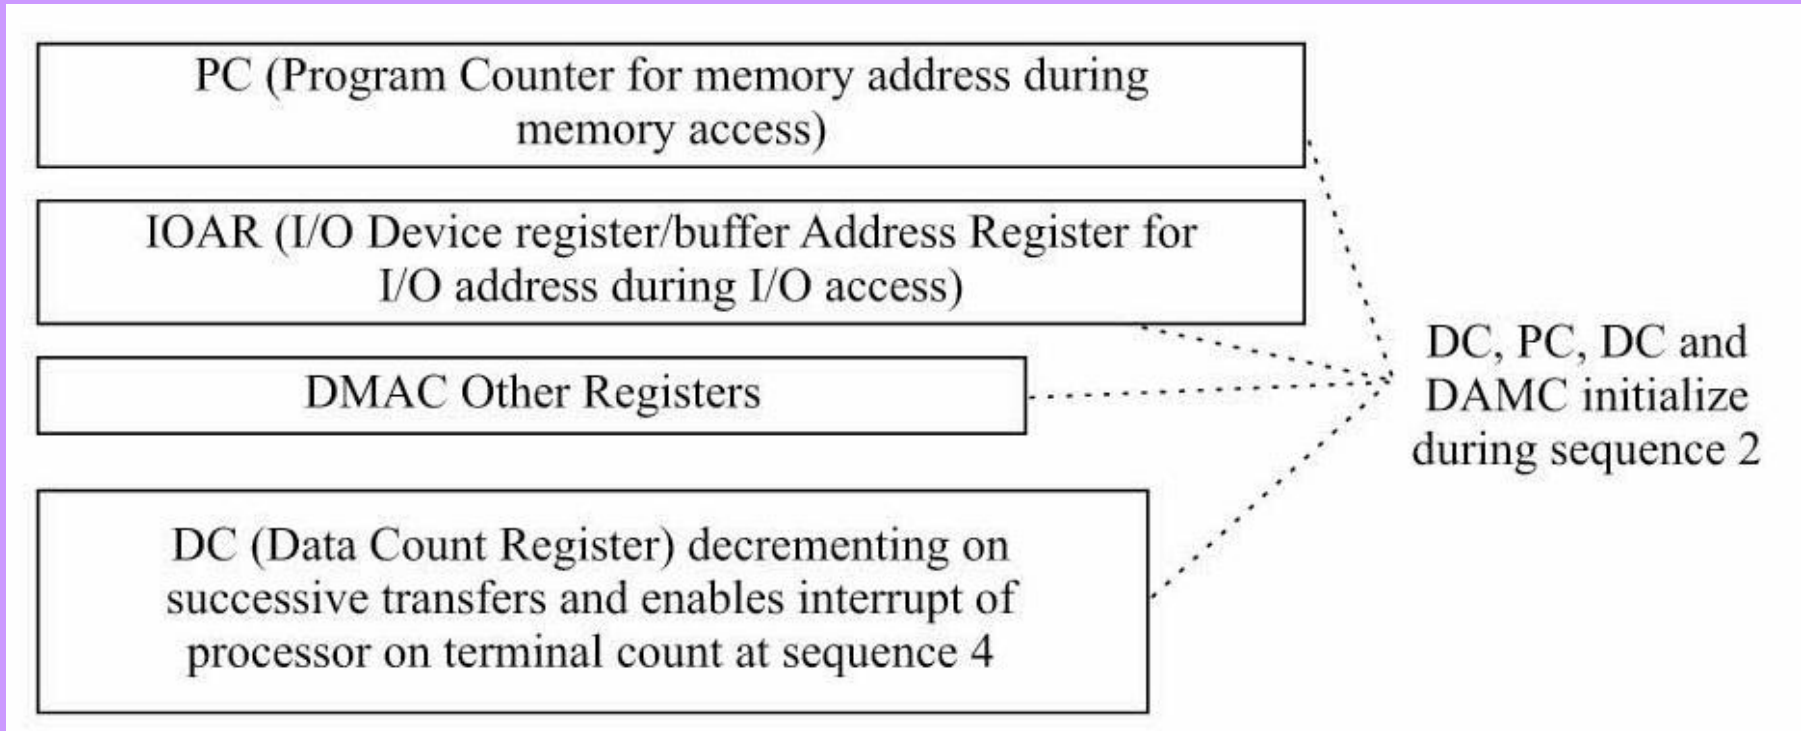 PC (Program Counter for memory address during
memory access)
IOAR (I/O Device register/buffer Address Register for
I/O address during I/O access)
DMAC Other Registers
DC (Data Count Register) decrementing on
successive transfers and enables interrupt of
processor on terminal count at sequence 4
DC, PC, DC and
DAMC initialize
during sequence 2